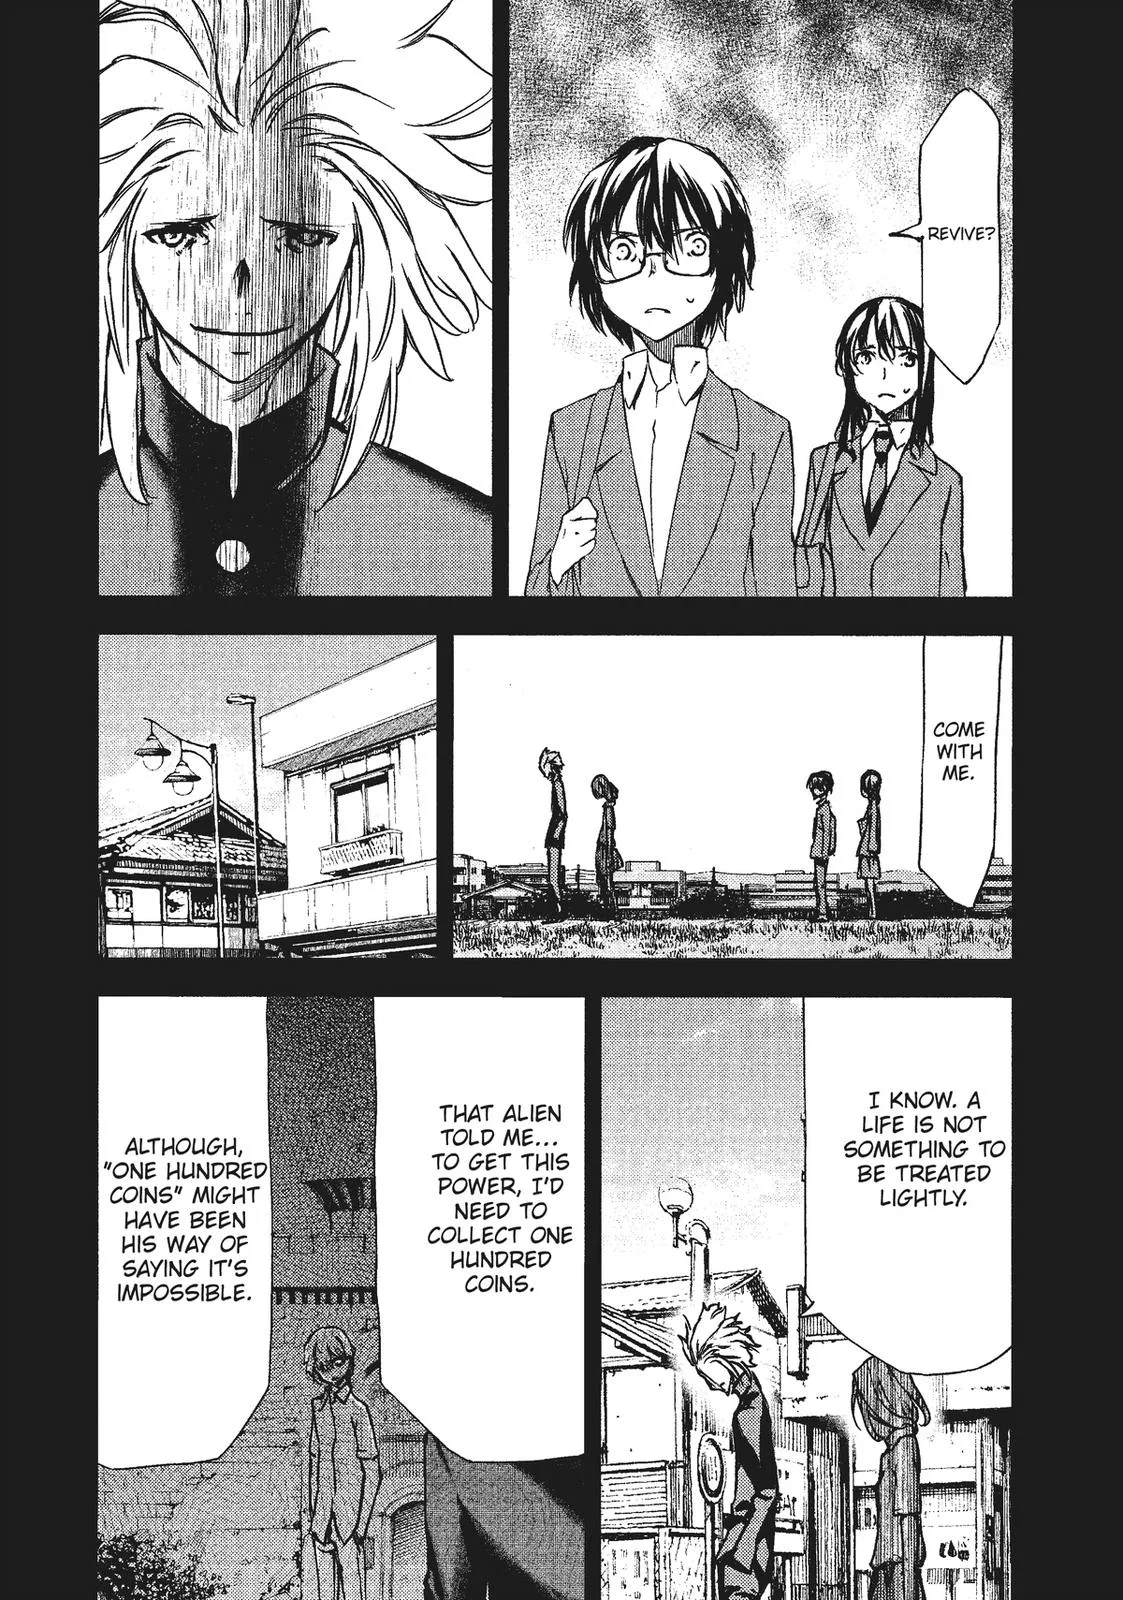 REVIVE?
COME
WITH
ME.
I KNOW. A
LIFE IS NOT
SOMETHING TO
BE TREATED
LIGHTLY.
THAT ALIEN
TOLD ME...
TO GET THIS
POWER, I'D
NEED TO
COLLECT ONE
HUNDRED
COINS.
ALTHOUGH,
"ONE HUNDRED
COINS" MIGHT
HAVE BEEN
HIS WAY OF
SAYING IT'S
IMPOSSIBLE.